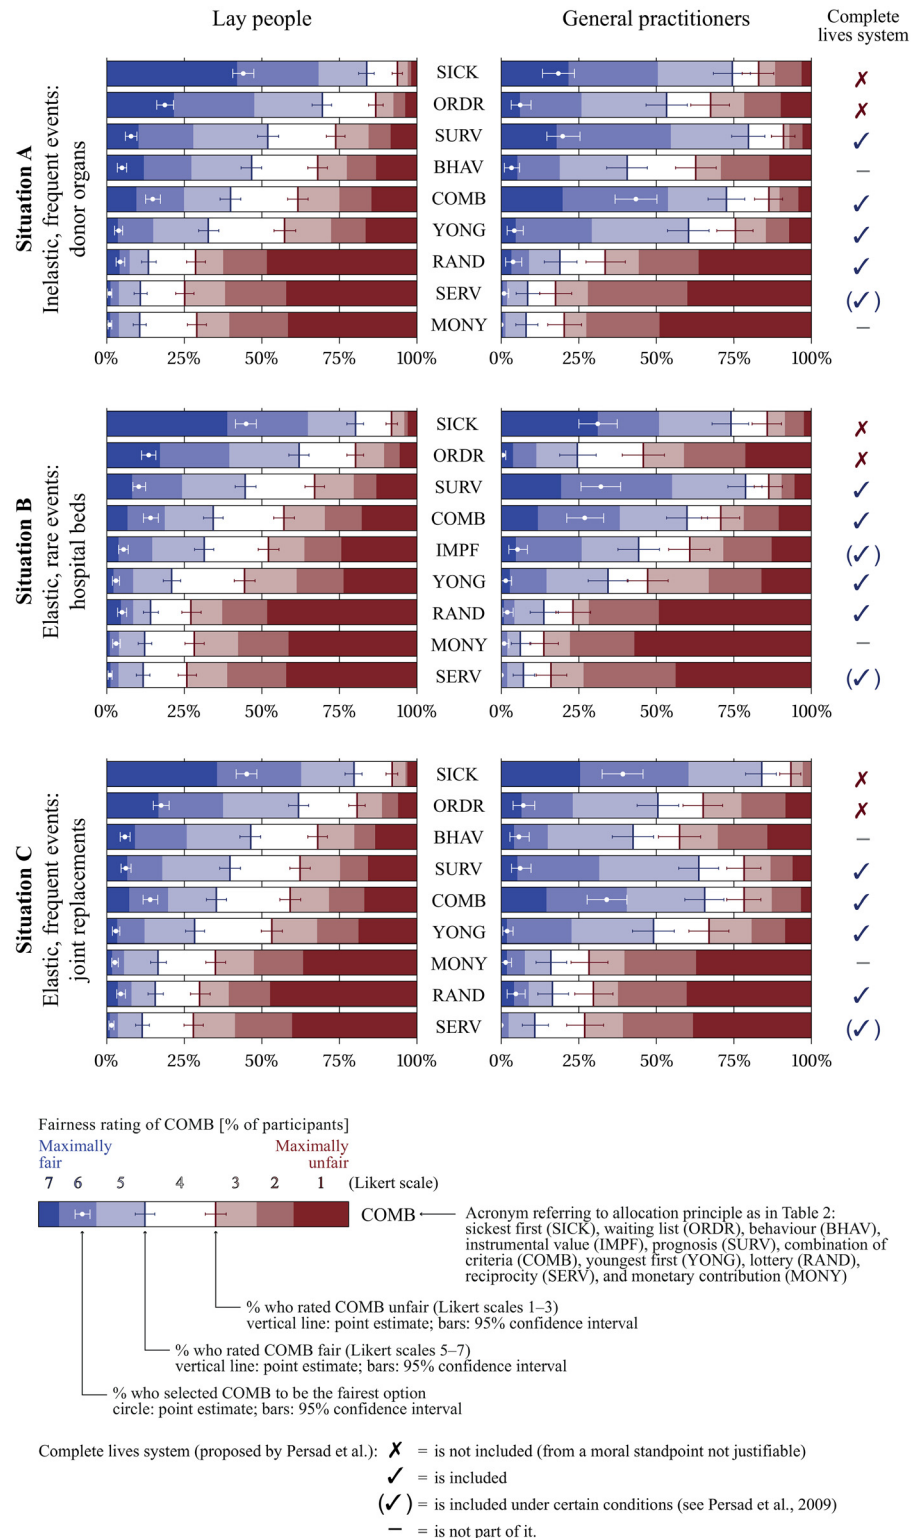 Lay people
General practitioners
Complete
lives system
Situation A
Inelastic, frequent events:
donor organs
SICK ✗
ORDR ✗
SURV ✓
BHAV –
COMB ✓
YONG ✓
RAND ✓
SERV (✓)
MONY –
0% 25% 50% 75% 100% 0% 25% 50% 75% 100%
Situation B
Elastic, rare events:
hospital beds
SICK ✗
ORDR ✗
SURV ✓
COMB ✓
IMPF (✓)
YONG ✓
RAND ✓
MONY –
SERV (✓)
0% 25% 50% 75% 100% 0% 25% 50% 75% 100%
Situation C
Elastic, frequent events:
joint replacements
SICK ✗
ORDR ✗
BHAV –
SURV ✓
COMB ✓
YONG ✓
MONY –
RAND ✓
SERV (✓)
0% 25% 50% 75% 100% 0% 25% 50% 75% 100%
Fairness rating of COMB [% of participants]
Maximally
fair
Maximally
unfair
7 6 5 4 3 2 1 (Likert scale)
COMB
Acronym referring to allocation principle as in Table 2:
sickest first (SICK), waiting list (ORDR), behaviour (BHAV),
instrumental value (IMPF), prognosis (SURV), combination of
criteria (COMB), youngest first (YONG), lottery (RAND),
reciprocity (SERV), and monetary contribution (MONY)
% who rated COMB unfair (Likert scales 1–3)
vertical line: point estimate; bars: 95% confidence interval
% who rated COMB fair (Likert scales 5–7)
vertical line: point estimate; bars: 95% confidence interval
% who selected COMB to be the fairest option
circle: point estimate; bars: 95% confidence interval
Complete lives system (proposed by Persad et al.): ✗ = is not included (from a moral standpoint not justifiable)
✓ = is included
(✓) = is included under certain conditions (see Persad et al., 2009)
– = is not part of it.